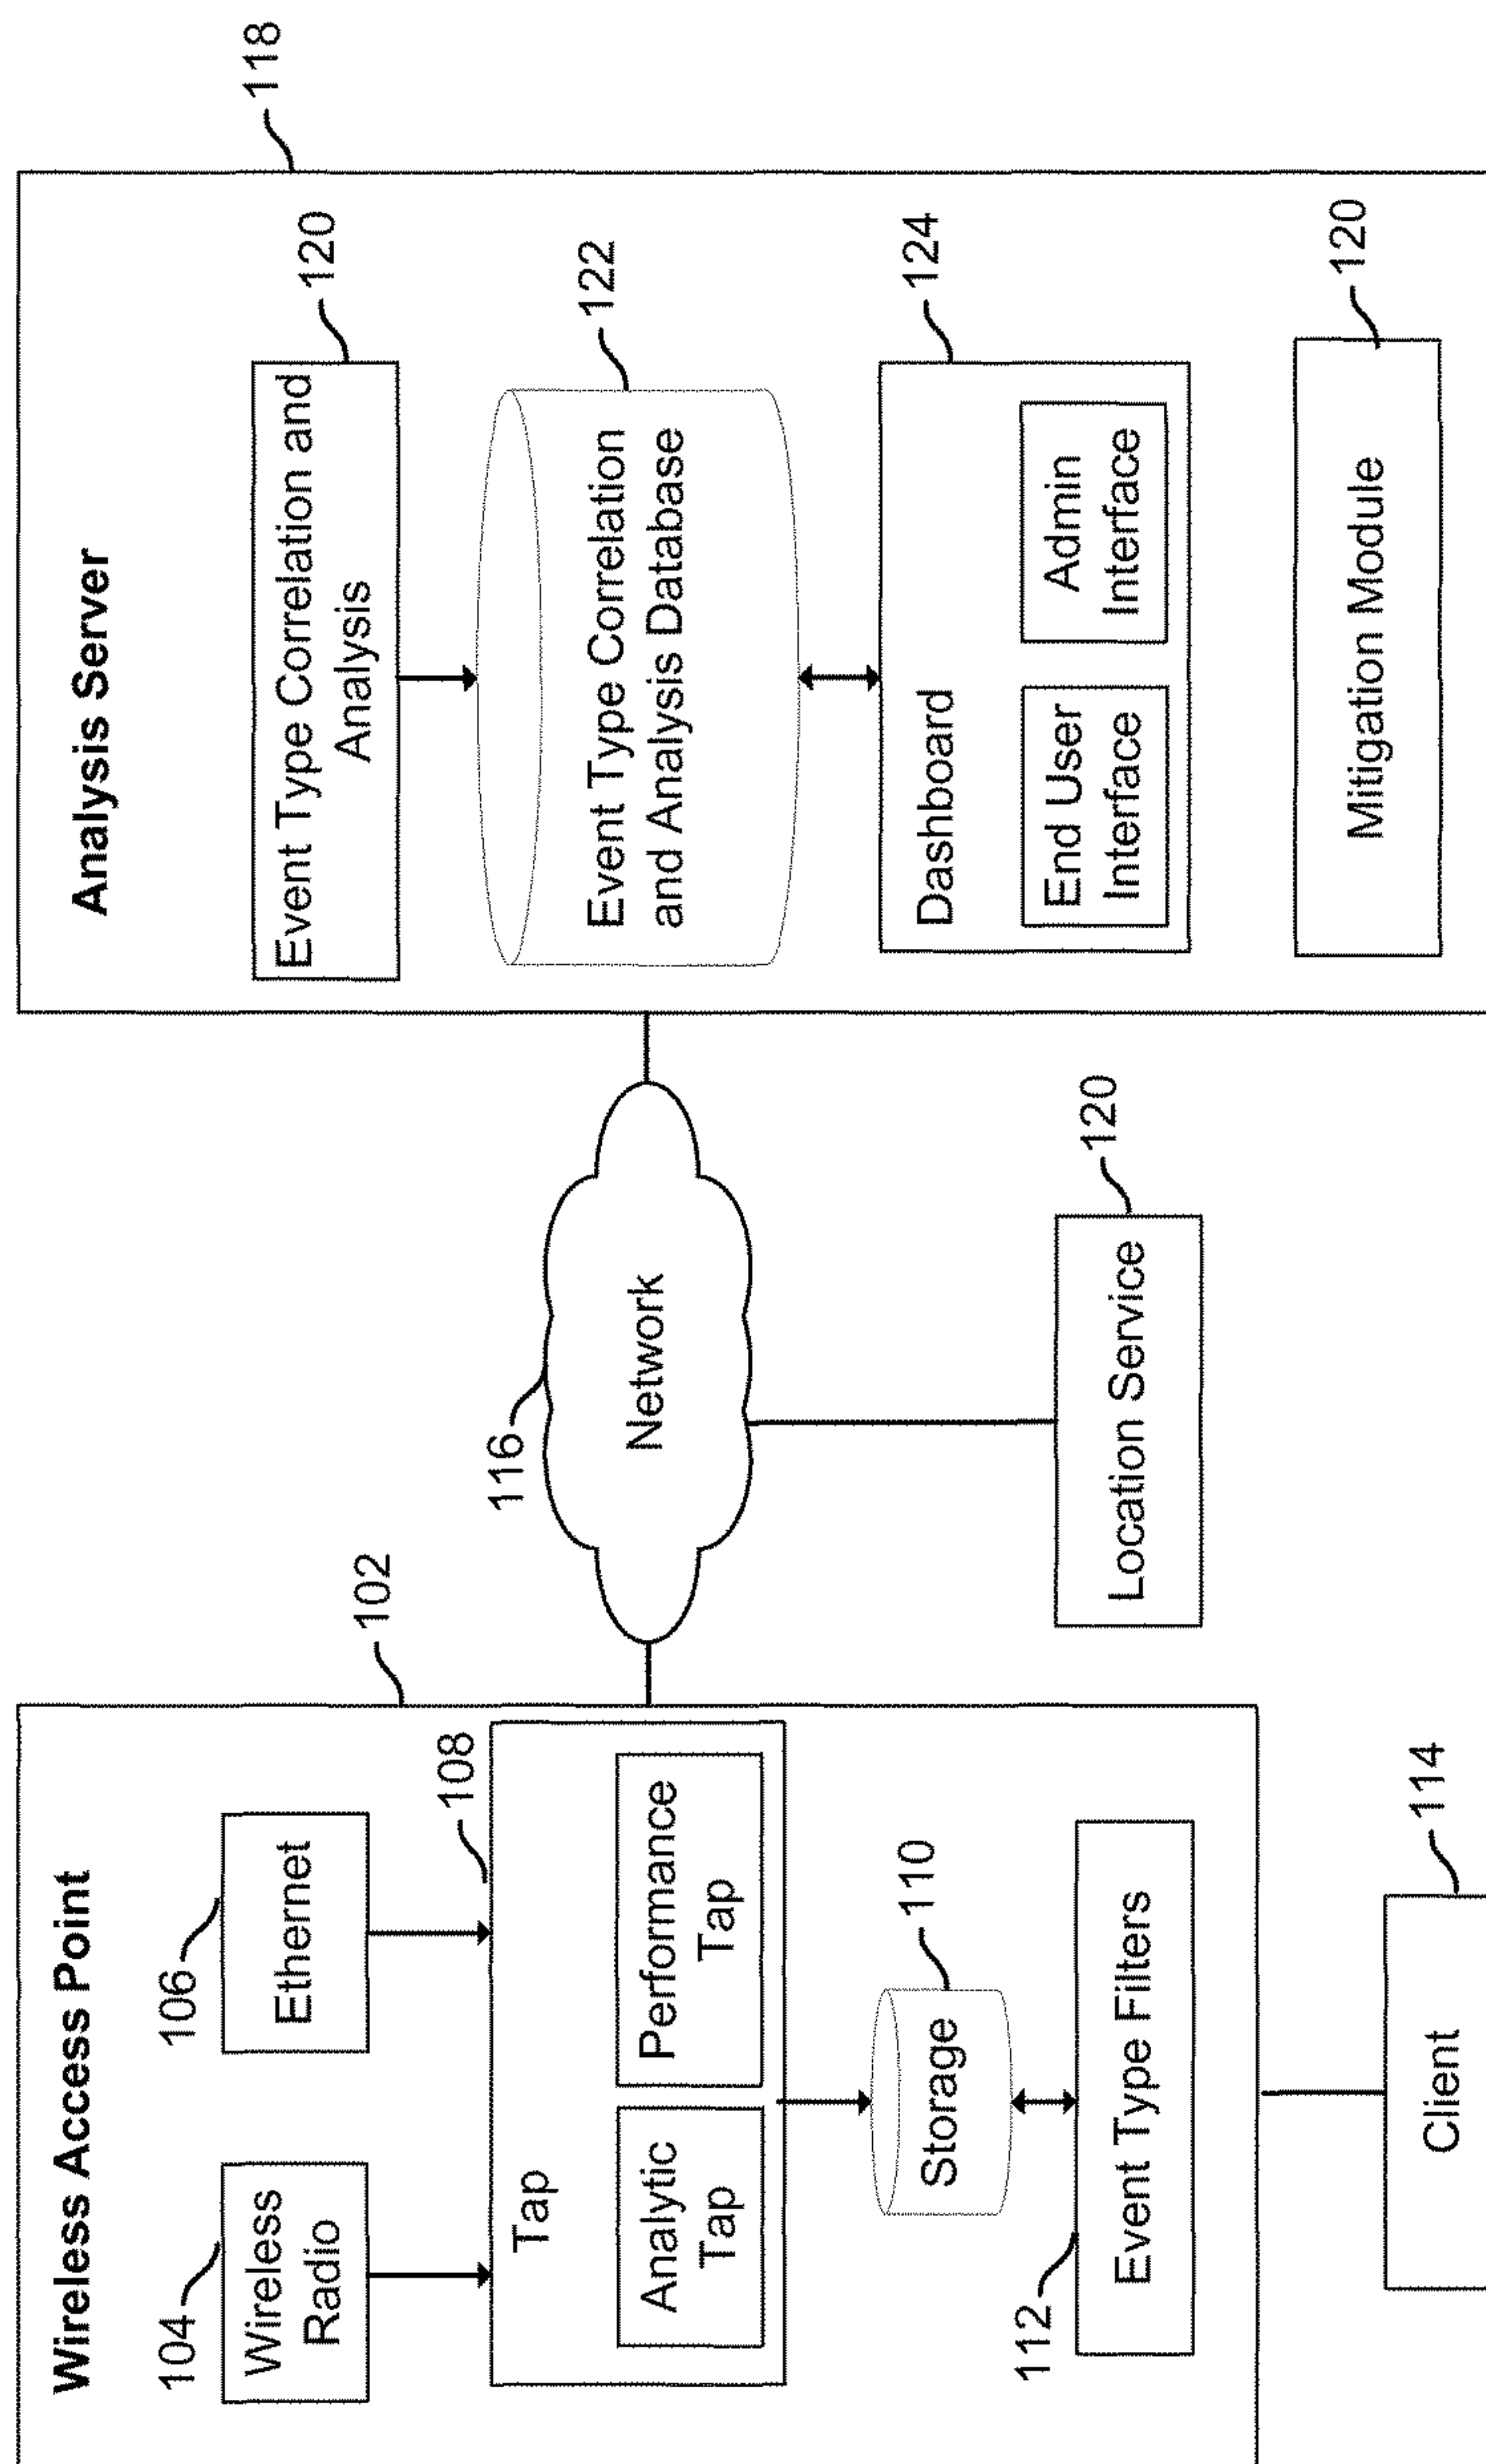 Wireless Access Point
102
104
Wireless
Radio
106
Ethernet
108
Tap
Analytic
Tap
Performance
Tap
110
Storage
112
Event Type Filters
114
Client
116
Network
120
Location Service
Analysis Server
118
120
Event Type Correlation and
Analysis
122
Event Type Correlation
and Analysis Database
124
Dashboard
End User
Interface
Admin
Interface
120
Mitigation Module